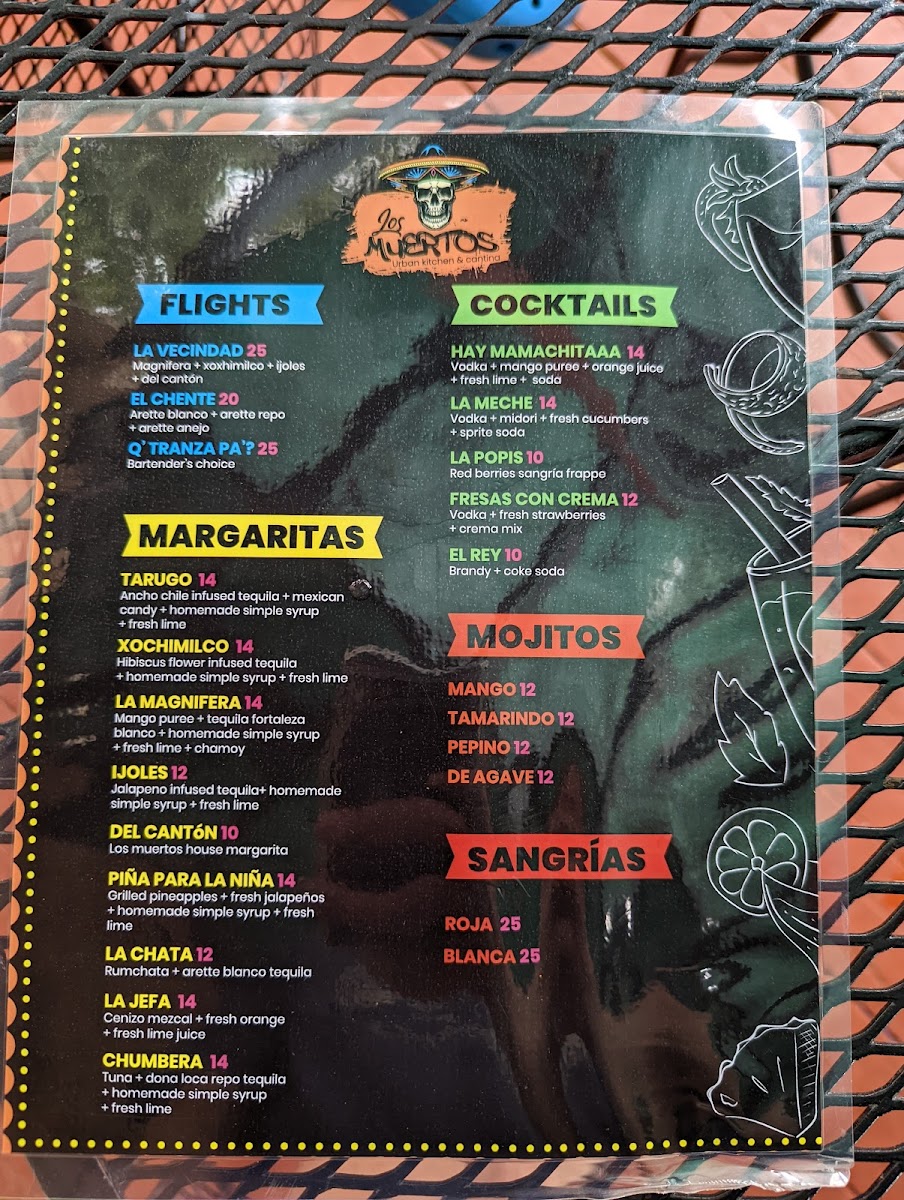 Los
MUERTOS
Urban kitchen & cantina
FLIGHTS
LA VECINDAD 25
Magnifera + xoxhimilco + ijoles
+ del cantón
EL CHENTE 20
Arette blanco + arette repo
+ arette anejo
Q' TRANZA PA'? 25
Bartender's choice
MARGARITAS
TARUGO 14
Ancho chile infused tequila + mexican
candy + homemade simple syrup
+ fresh lime
XOCHIMILCO 14
Hibiscus flower infused tequila
+ homemade simple syrup + fresh lime
LA MAGNIFERA 14
Mango puree + tequila fortaleza
blanco + homemade simple syrup
+ fresh lime + chamoy
IJOLES 12
Jalapeno infused tequila+ homemade
simple syrup + fresh lime
DEL CANTóN 10
Los muertos house margarita
PIÑA PARA LA NIÑA 14
Grilled pineapples + fresh jalapeños
+ homemade simple syrup + fresh
lime
LA CHATA 12
Rumchata + arette blanco tequila
LA JEFA 14
Cenizo mezcal + fresh orange
+ fresh lime juice
CHUMBERA 14
Tuna + dona loca repo tequila
+ homemade simple syrup
+ fresh lime
COCKTAILS
HAY MAMACHITAAA 14
Vodka + mango puree + orange juice
+ fresh lime + soda
LA MECHE 14
Vodka + midori + fresh cucumbers
+ sprite soda
LA POPIS 10
Red berries sangría frappe
FRESAS CON CREMA 12
Vodka + fresh strawberries
+ crema mix
EL REY 10
Brandy + coke soda
MOJITOS
MANGO 12
TAMARINDO 12
PEPINO 12
DE AGAVE 12
SANGRÍAS
ROJA 25
BLANCA 25